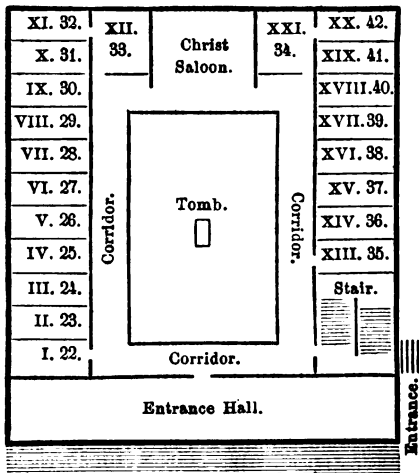 XI. 32.
X. 31.
IX. 30.
VIII. 29.
VII. 28.
VI. 27.
V. 26.
IV. 25.
III. 24.
II. 23.
I. 22.
XII.
33.
Christ
Saloon.
XXI.
34.
XX. 42.
XIX. 41.
XVIII. 40.
XVII. 39.
XVI. 38.
XV. 37.
XIV. 36.
XIII. 35.
Stair.
Corridor.
Tomb.
Corridor.
Corridor.
Entrance Hall.
Entrance.